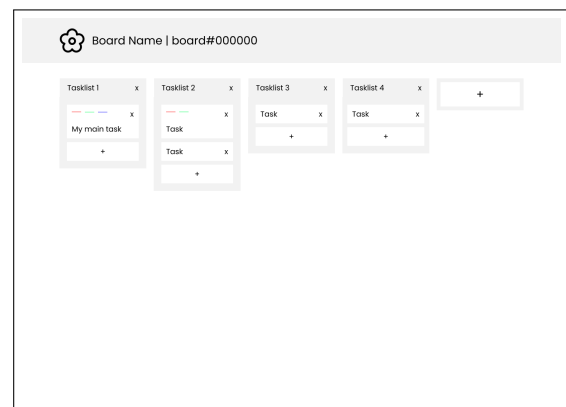 Board Name | board#000000
Tasklist 1 x
x
My main task
+
Tasklist 2 x
x
Task
Task x
+
Tasklist 3 x
Task x
+
Tasklist 4 x
Task x
+
+